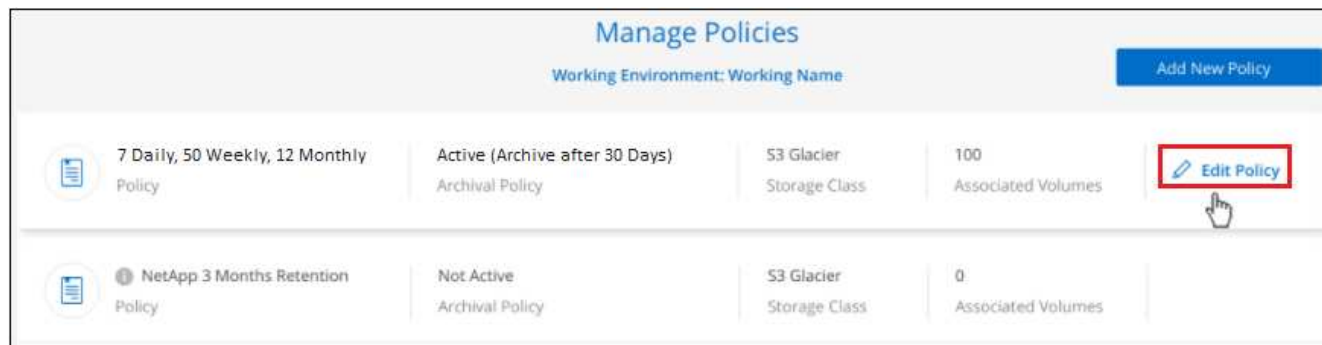 Manage Policies
Working Environment: Working Name
Add New Policy
7 Daily, 50 Weekly, 12 Monthly
Policy
Active (Archive after 30 Days)
Archival Policy
S3 Glacier
Storage Class
100
Associated Volumes
Edit Policy
NetApp 3 Months Retention
Policy
Not Active
Archival Policy
S3 Glacier
Storage Class
0
Associated Volumes